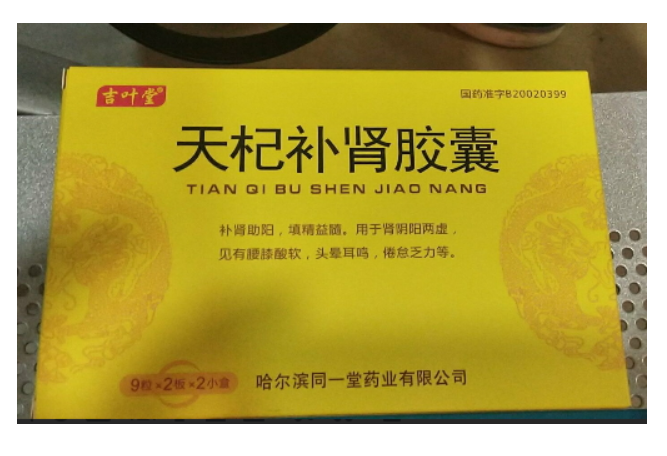 吉叶堂®
国药准字B20020399
天杞补肾胶囊
TIAN QI BU SHEN JIAO NANG
补肾助阳，填精益髓。用于肾阴阳两虚，
见有腰膝酸软，头晕耳鸣，倦怠乏力等。
9粒×2板×2小盒
哈尔滨同一堂药业有限公司